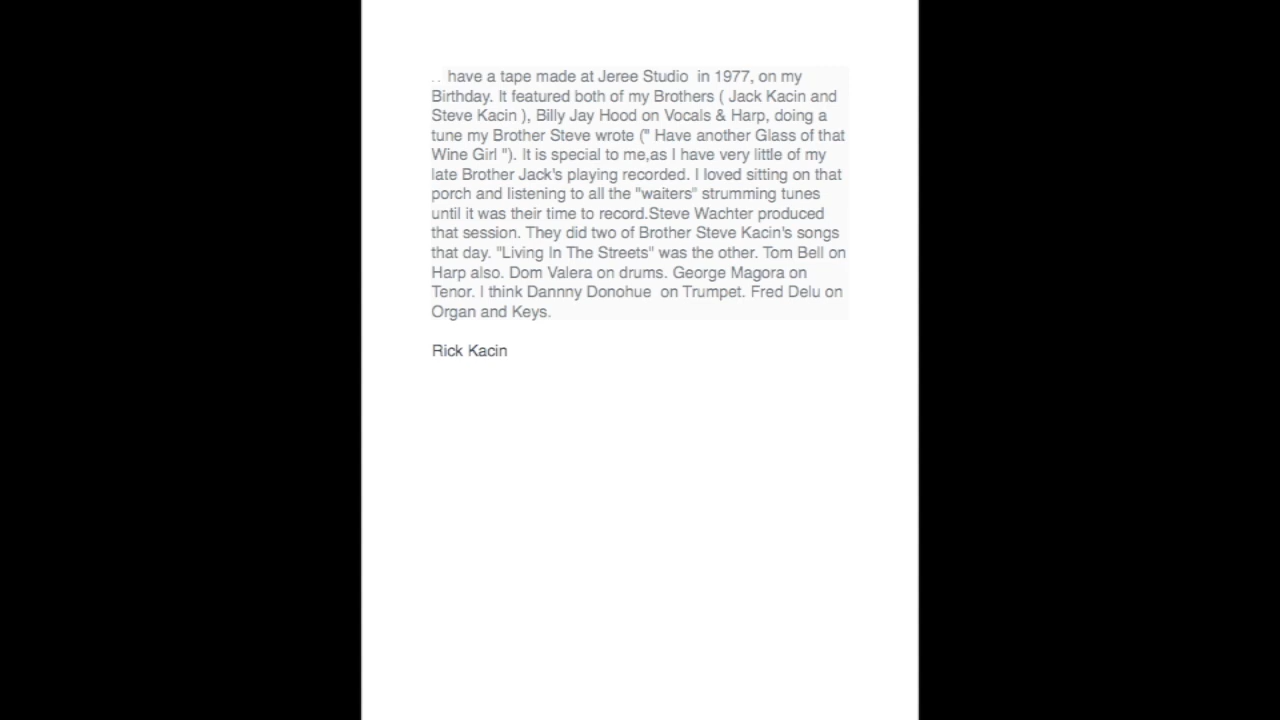 .. have a tape made at Jeree Studio  in 1977, on my
Birthday. It featured both of my Brothers ( Jack Kacin and
Steve Kacin ), Billy Jay Hood on Vocals & Harp, doing a
tune my Brother Steve wrote (" Have another Glass of that
Wine Girl "). It is special to me,as I have very little of my
late Brother Jack's playing recorded. I loved sitting on that
porch and listening to all the "waiters" strumming tunes
until it was their time to record.Steve Wachter produced
that session. They did two of Brother Steve Kacin's songs
that day. "Living In The Streets" was the other. Tom Bell on
Harp also. Dom Valera on drums. George Magora on
Tenor. I think Dannny Donohue  on Trumpet. Fred Delu on
Organ and Keys.
Rick Kacin